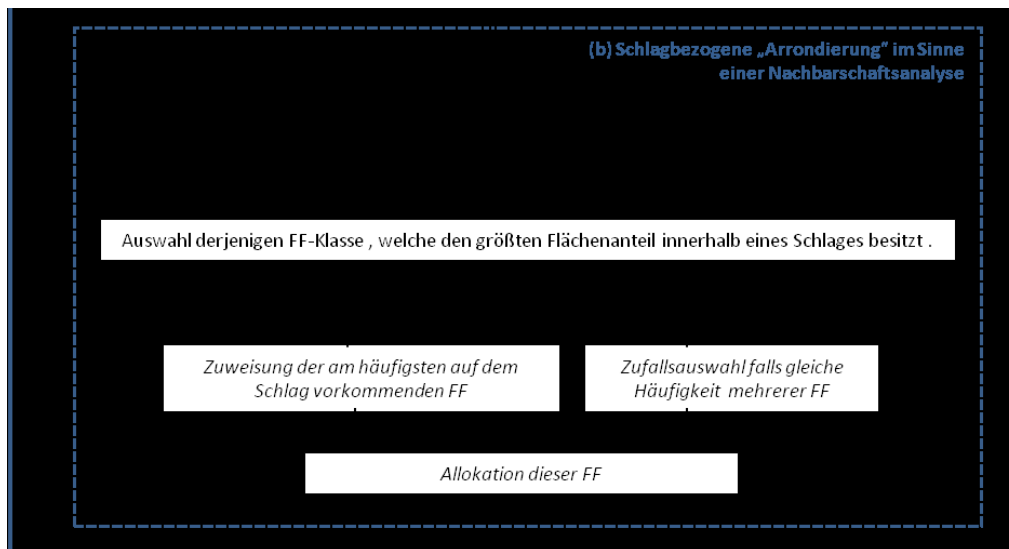 (b) Schlagbezogene „Arrondierung“ im Sinne
einer Nachbarschaftsanalyse
Auswahl derjenigen FF-Klasse , welche den größten Flächenanteil innerhalb eines Schlages besitzt .
Zuweisung der am häufigsten auf dem
Schlag vorkommenden FF
Zufallsauswahl falls gleiche
Häufigkeit mehrerer FF
Allokation dieser FF